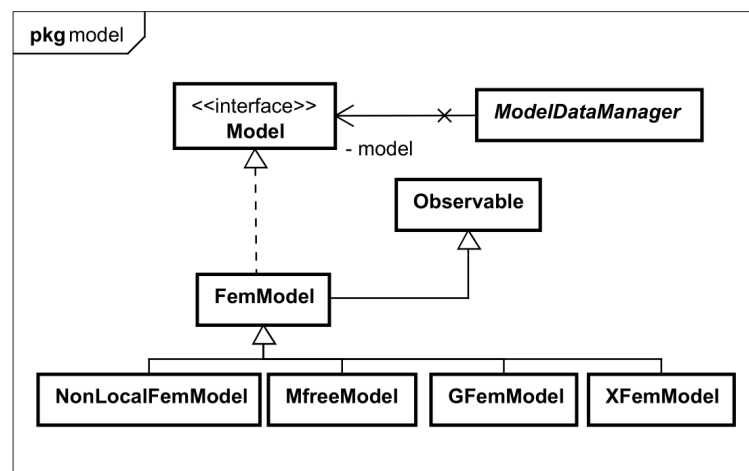 pkg model
<<interface>>
Model
ModelDataManager
- model
Observable
FemModel
NonLocalFemModel
MfreeModel
GFemModel
XFemModel